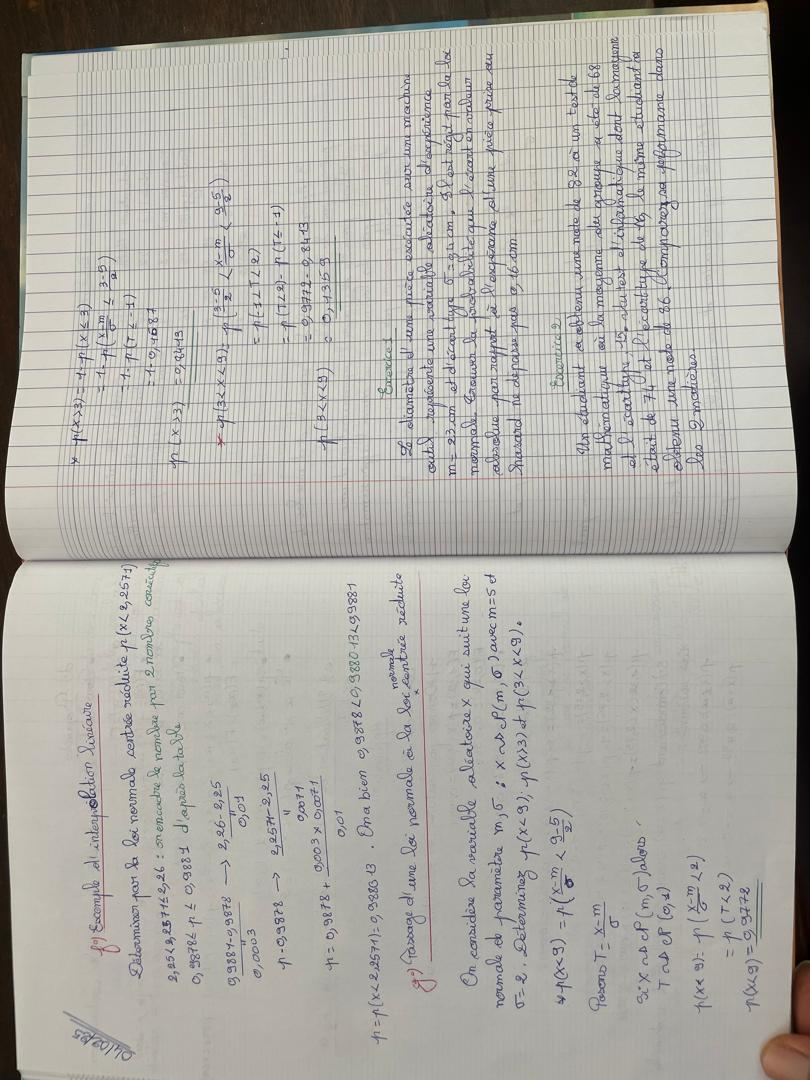 04/02/25
f°) Exemple d'interpolation linéaire
Déterminer par la loi normale centrée réduite p(x<2,2571)
2,25<2,2571≤2,26 : on encadre le nombre par 2 nombres consécutifs
0,9878≤ p ≤ 0,9881 d'après la table
0,9881-0,9878 → 2,26-2,25
0,0003 0,01
p-0,9878 → 2,2571-2,25
0,0071
p = 0,9878 + 0,003 x 0,0071 / 0,01
p = p(x<2,2571)= 0,988013 . On a bien 0,9878<0,988013<0,9881
g°) Passage d'une loi normale à la loi normale centrée réduite
On considère la variable aléatoire x qui suit une loi
normale de paramètre m, σ : x ↝ N(m, σ) avec m=5 et
σ=2. Déterminez p(x<9); p(x>3) et p(3<x<9).
* p(x<9) = p((x-m)/σ < (9-5)/2)
Posons T = (x-m)/σ
Si X ↝ N(m,σ) alors
T ↝ N(0,1)
p(x<9)= p((x-m)/σ < 2)
= p(T<2)
p(x<9) = 0,9772
* p(x>3) = 1-p(x≤3)
= 1-p((x-m)/σ ≤ (3-5)/2)
= 1-p(T≤-1)
= 1-0,1587
p(x>3) = 0,8413
* p(3<x<9)= p((3-5)/2 < (x-m)/σ < (9-5)/2)
= p(-1<T<2)
= p(T<2)-p(T≤-1)
= 0,9772-0,8413
p(3<x<9) = 0,1359
Exercice 1
Le diamètre d'une pièce exécutée sur une machine
outil représente une variable aléatoire d'expérience
m = 23 cm et d'écart type σ = 0,4 cm. Il est régit par la loi
normale. Trouver la probabilité que l'écart en valeur
absolue par rapport à l'expérance d'une pièce prise au
hasard ne dépasse pas 0,16 cm
Exercice 2
Un étudiant a obtenu une note de 82 à un test de
mathématique où la moyenne du groupe a été de 68
et l'écart type, 15. Au test d'informatique dont la moyenne
était de 74 et l'écart type de 16, le même étudiant a
obtenu une note de 86. Comparez sa performance dans
les 2 matières.